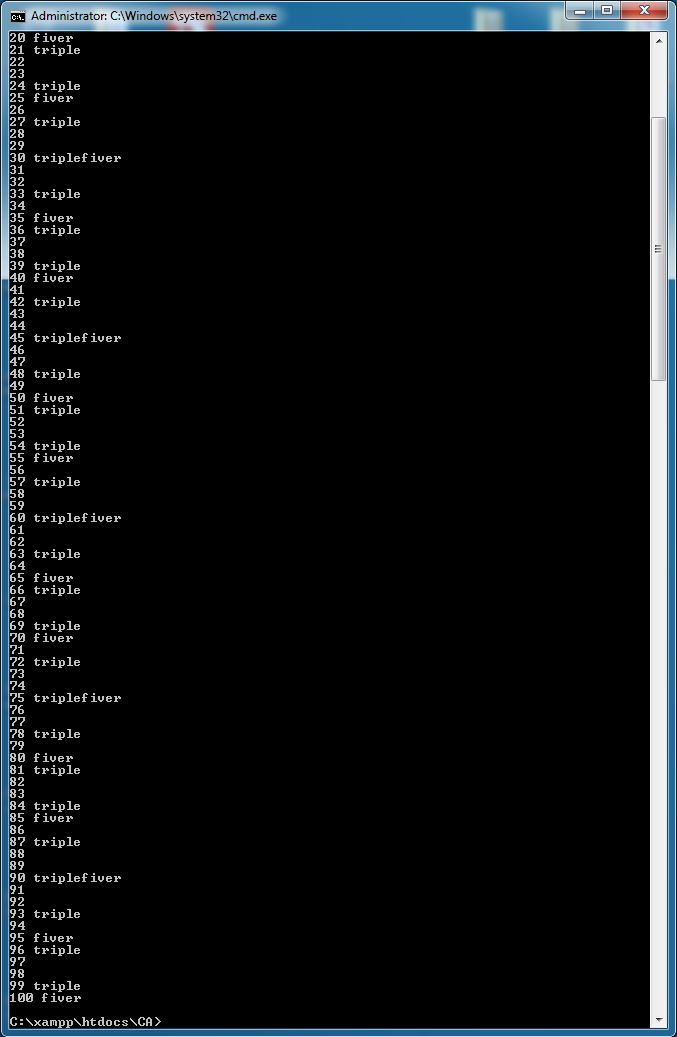 Administrator: C:\Windows\system32\cmd.exe
20 fiver
21 triple
22
23
24 triple
25 fiver
26
27 triple
28
29
30 triplefiver
31
32
33 triple
34
35 fiver
36 triple
37
38
39 triple
40 fiver
41
42 triple
43
44
45 triplefiver
46
47
48 triple
49
50 fiver
51 triple
52
53
54 triple
55 fiver
56
57 triple
58
59
60 triplefiver
61
62
63 triple
64
65 fiver
66 triple
67
68
69 triple
70 fiver
71
72 triple
73
74
75 triplefiver
76
77
78 triple
79
80 fiver
81 triple
82
83
84 triple
85 fiver
86
87 triple
88
89
90 triplefiver
91
92
93 triple
94
95 fiver
96 triple
97
98
99 triple
100 fiver
C:\xampp\htdocs\CA>